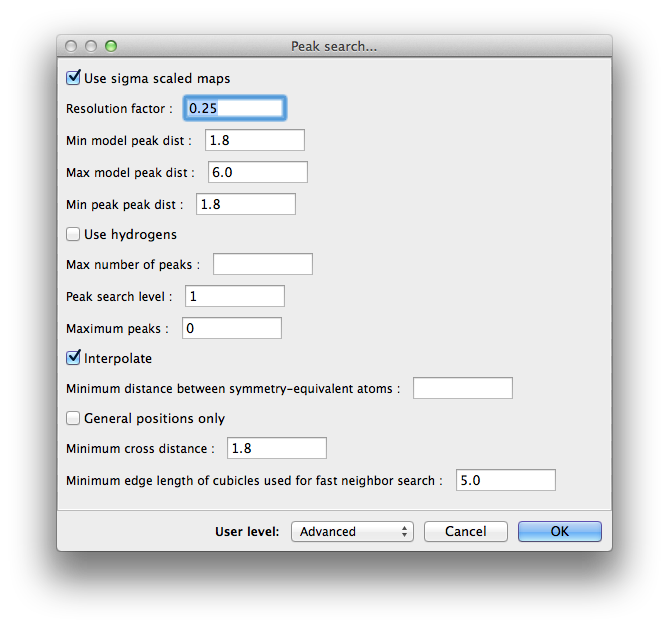 Peak search...
Use sigma scaled maps
Resolution factor : 0.25
Min model peak dist : 1.8
Max model peak dist : 6.0
Min peak peak dist : 1.8
Use hydrogens
Max number of peaks :
Peak search level : 1
Maximum peaks : 0
Interpolate
Minimum distance between symmetry-equivalent atoms :
General positions only
Minimum cross distance : 1.8
Minimum edge length of cubicles used for fast neighbor search : 5.0
User level: Advanced Cancel OK